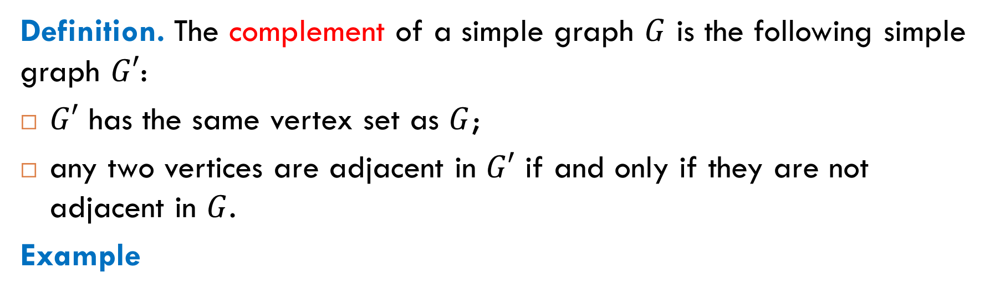 Definition. The complement of a simple graph G is the following simple
graph G′:
□ G′ has the same vertex set as G;
□ any two vertices are adjacent in G′ if and only if they are not
adjacent in G.
Example